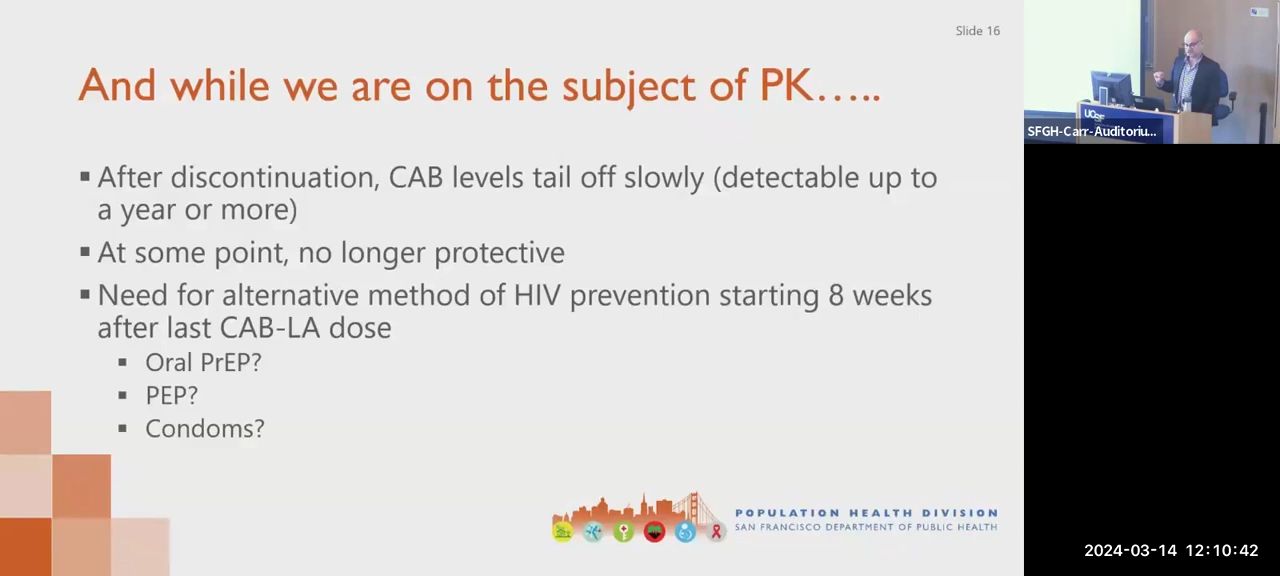 Slide 16
And while we are on the subject of PK…..
▪ After discontinuation, CAB levels tail off slowly (detectable up to
a year or more)
▪ At some point, no longer protective
▪ Need for alternative method of HIV prevention starting 8 weeks
after last CAB-LA dose
▪ Oral PrEP?
▪ PEP?
▪ Condoms?
POPULATION HEALTH DIVISION
SAN FRANCISCO DEPARTMENT OF PUBLIC HEALTH
UCSF
SFGH-Carr-Auditoriu...
2024-03-14 12:10:42